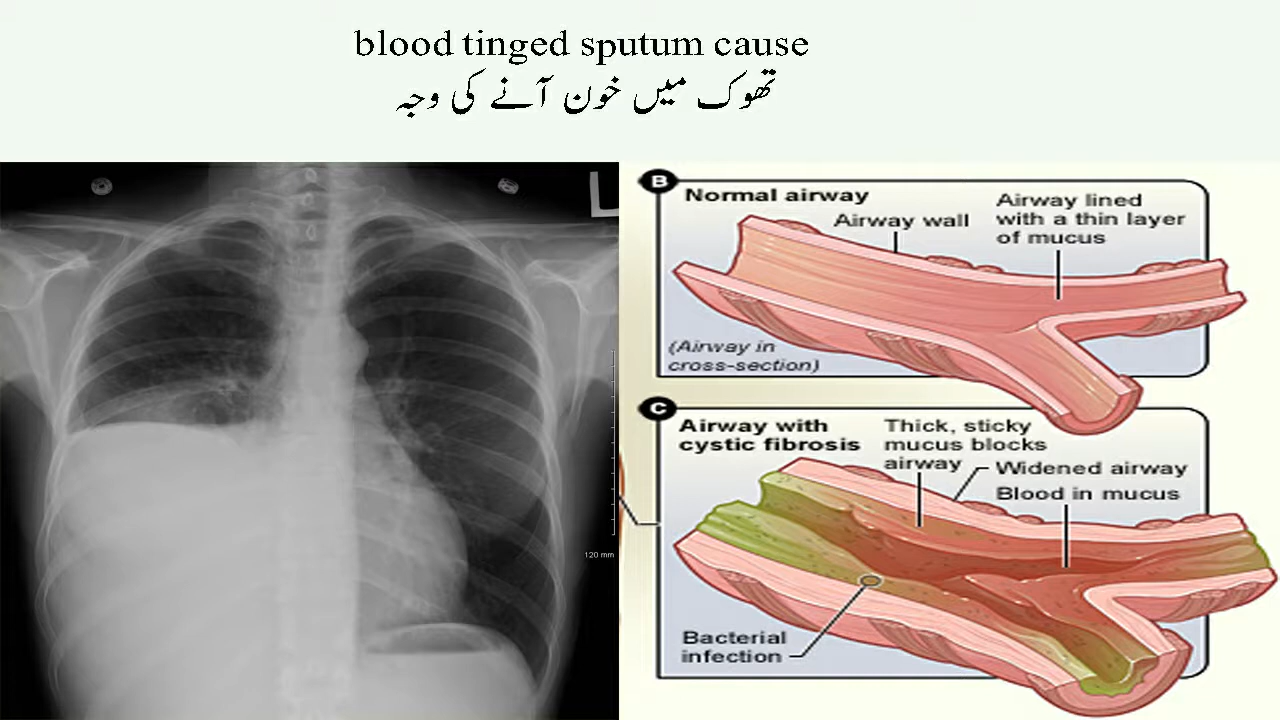 blood tinged sputum cause
تھوک میں خون آنے کی وجہ
L
120 mm
B
Normal airway
Airway wall
Airway lined
with a thin layer
of mucus
(Airway in
cross-section)
C
Airway with
cystic fibrosis
Thick, sticky
mucus blocks
airway
Widened airway
Blood in mucus
Bacterial
infection